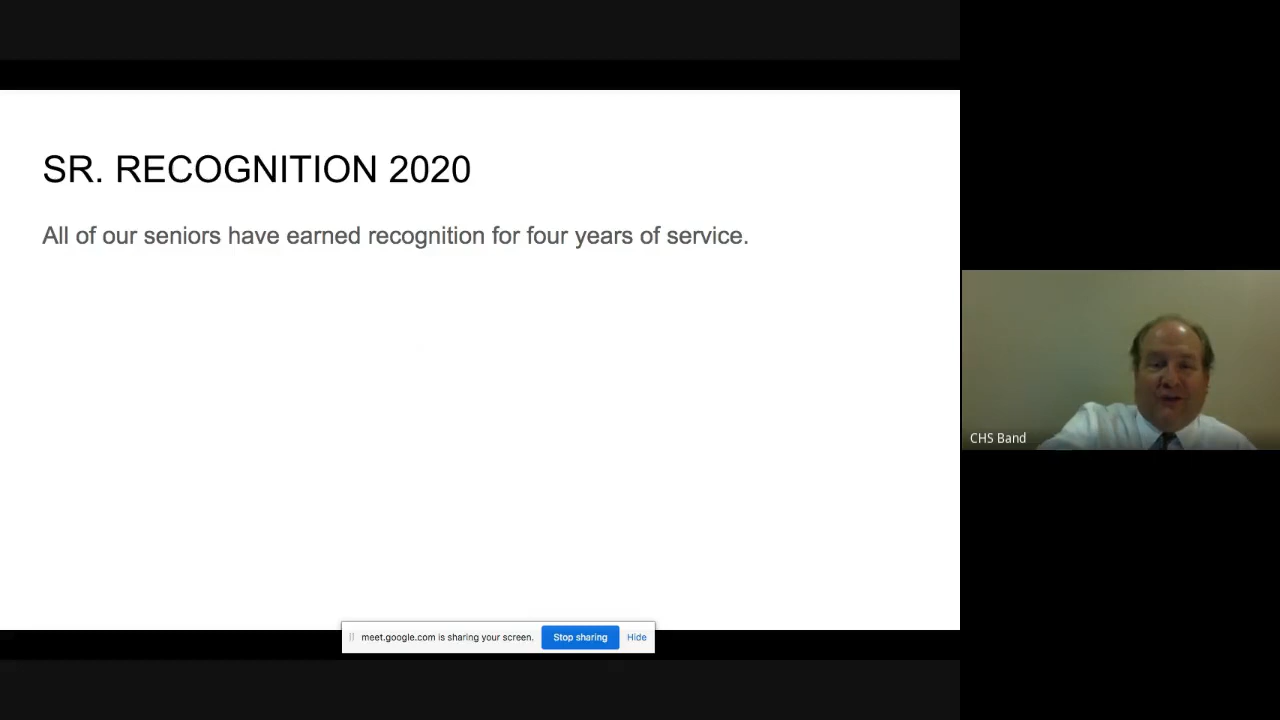 SR. RECOGNITION 2020
All of our seniors have earned recognition for four years of service.
CHS Band
meet.google.com is sharing your screen. Stop sharing Hide